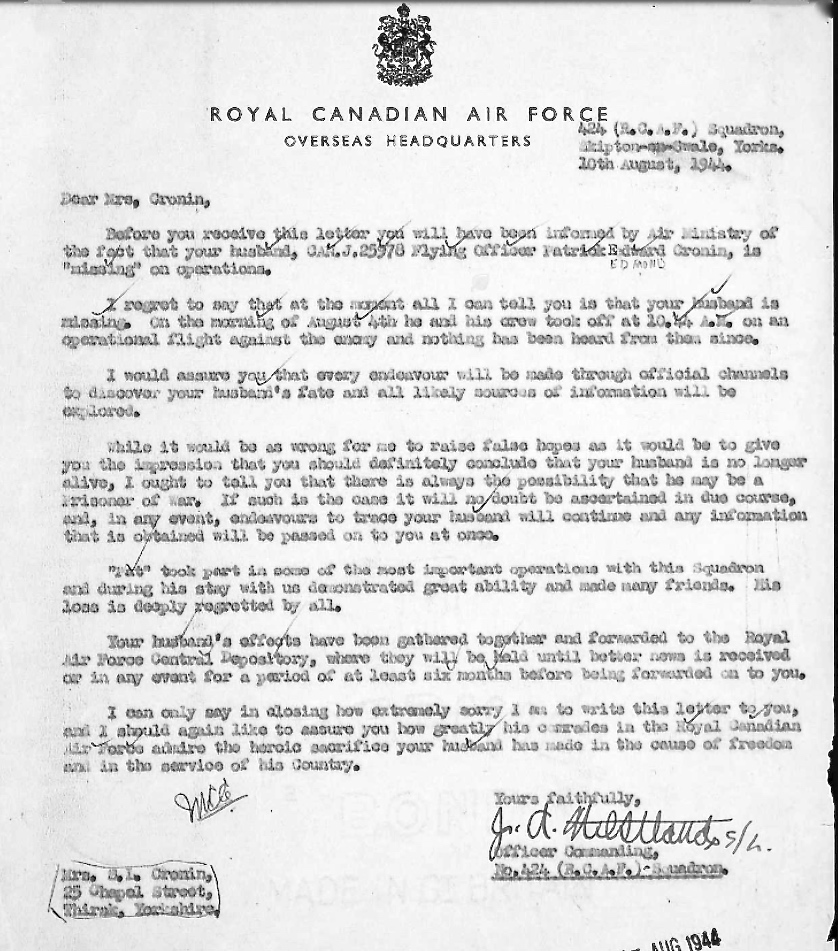 ROYAL CANADIAN AIR FORCE
OVERSEAS HEADQUARTERS
424 (R.C.A.F.) Squadron,
Skipton-on-Swale, Yorks.
10th August, 1944.
Dear Mrs, Cronin,
Before you receive this letter you will have been informed by Air Ministry of
the fact that your husband, CAN.J.25978 Flying Officer Patrick Edward Cronin, is
EDMOND
"missing" on operations.
I regret to say that at the moment all I can tell you is that your husband is
missing. On the morning of August 4th he and his crew took off at 10.44 A.M. on an
operational flight against the enemy and nothing has been heard from them since.
I would assure you that every endeavour will be made through official channels
to discover your husband's fate and all likely sources of information will be
explored.
While it would be as wrong for me to raise false hopes as it would be to give
you the impression that you should definitely conclude that your husband is no longer
alive, I ought to tell you that there is always the possibility that he may be a
Prisoner of War. If such is the case it will no doubt be ascertained in due course,
and, in any event, endeavours to trace your husband will continue and any information
that is obtained will be passed on to you at once.
"Pat" took part in some of the most important operations with this Squadron
and during his stay with us demonstrated great ability and made many friends. His
loss is deeply regretted by all.
Your husband's effects have been gathered together and forwarded to the Royal
Air Force Central Depository, where they will be held until better news is received
or in any event for a period of at least six months before being forwarded on to you.
I can only say in closing how extremely sorry I am to write this letter to you,
and I should again like to assure you how greatly his comrades in the Royal Canadian
Air Force admire the heroic sacrifice your husband has made in the cause of freedom
and in the service of his Country.
Yours faithfully,
S/L.
Officer Commanding,
No.424 (R.C.A.F.) Squadron.
Mrs. S.L. Cronin,
25 Chapel Street,
Thirsk, Yorkshire.
AUG 1944